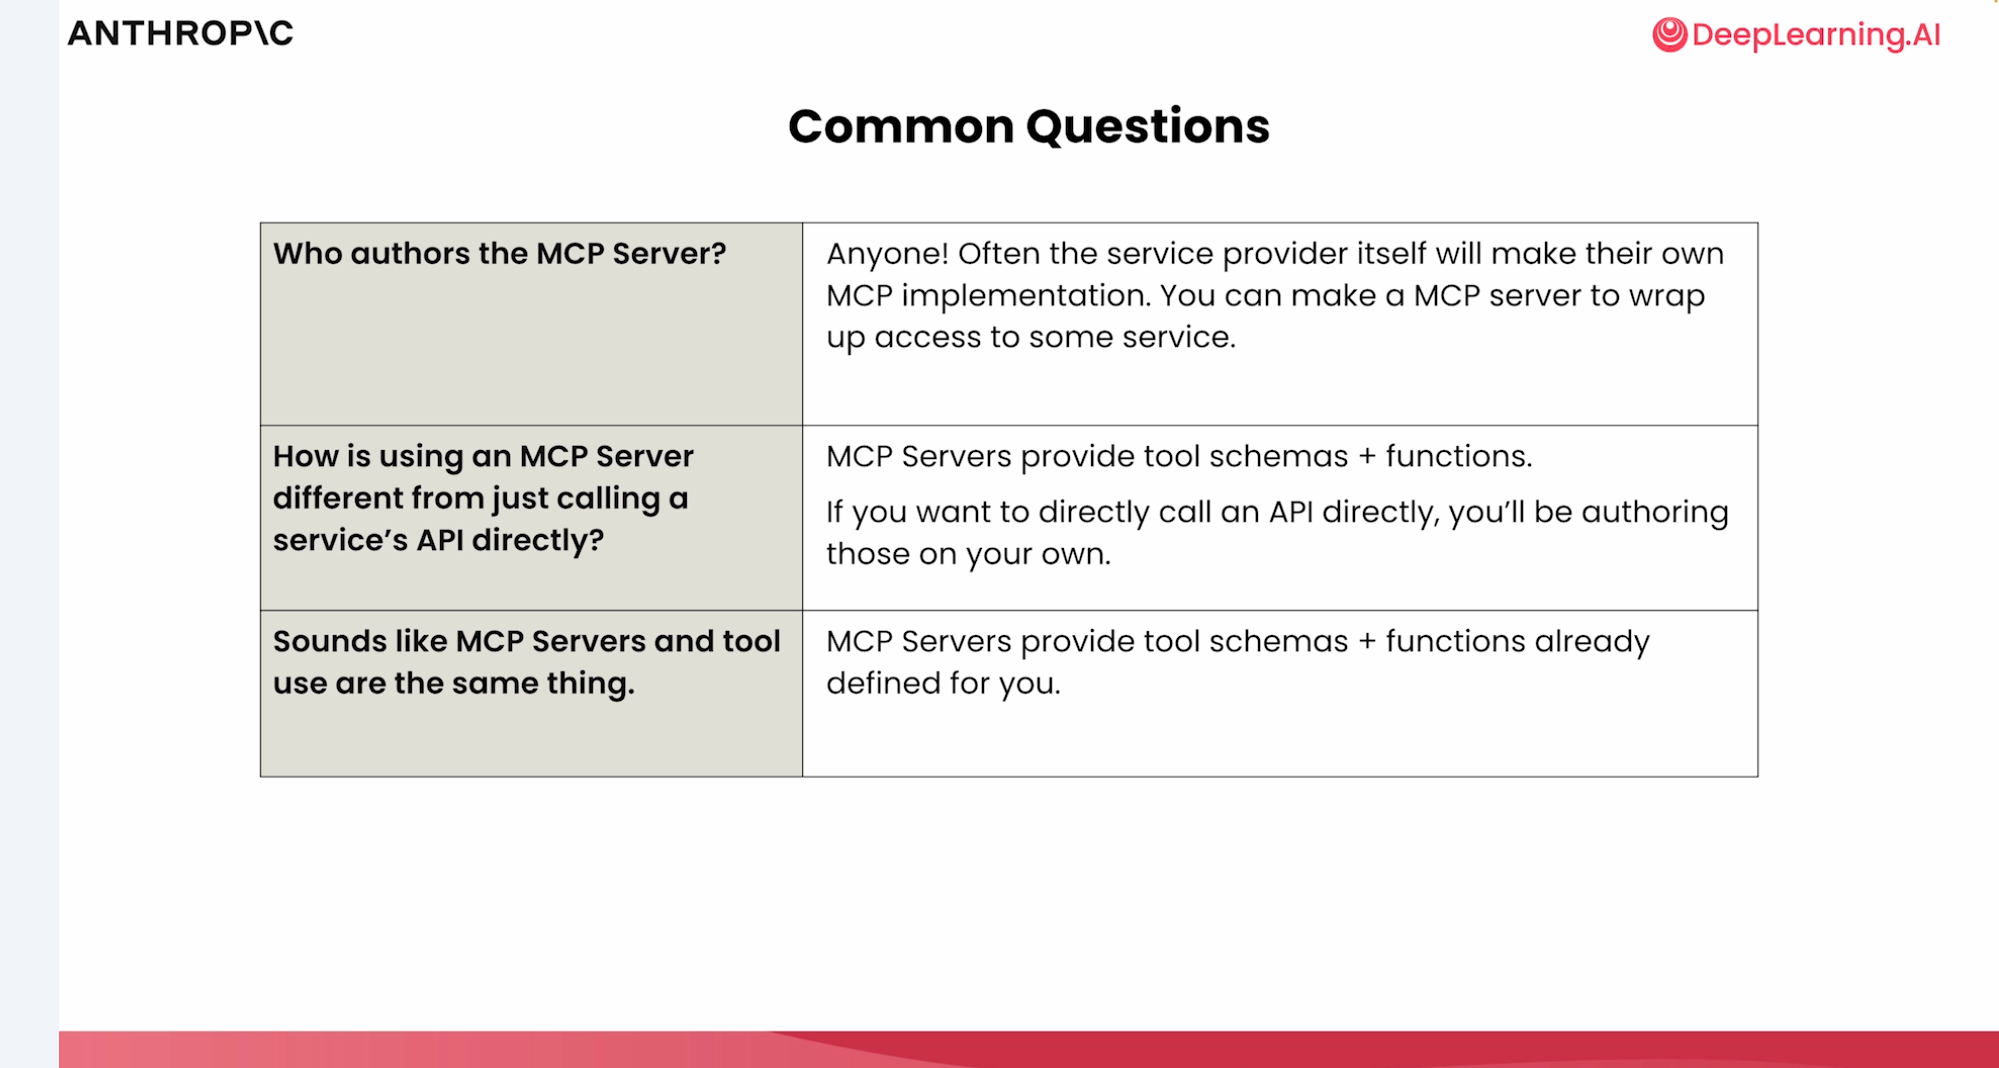 ANTHROP\C
DeepLearning.AI
Common Questions
Who authors the MCP Server?
Anyone! Often the service provider itself will make their own
MCP implementation. You can make a MCP server to wrap
up access to some service.
How is using an MCP Server
different from just calling a
service’s API directly?
MCP Servers provide tool schemas + functions.
If you want to directly call an API directly, you’ll be authoring
those on your own.
Sounds like MCP Servers and tool
use are the same thing.
MCP Servers provide tool schemas + functions already
defined for you.